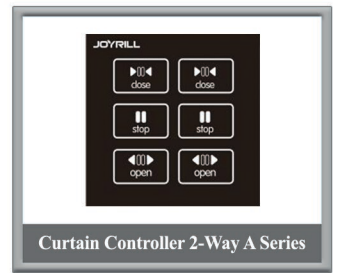 JOYRILL
close close
stop stop
open open
Curtain Controller 2-Way A Series